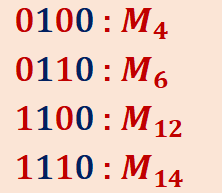 0100 : M₄
0110 : M₆
1100 : M₁₂
1110 : M₁₄